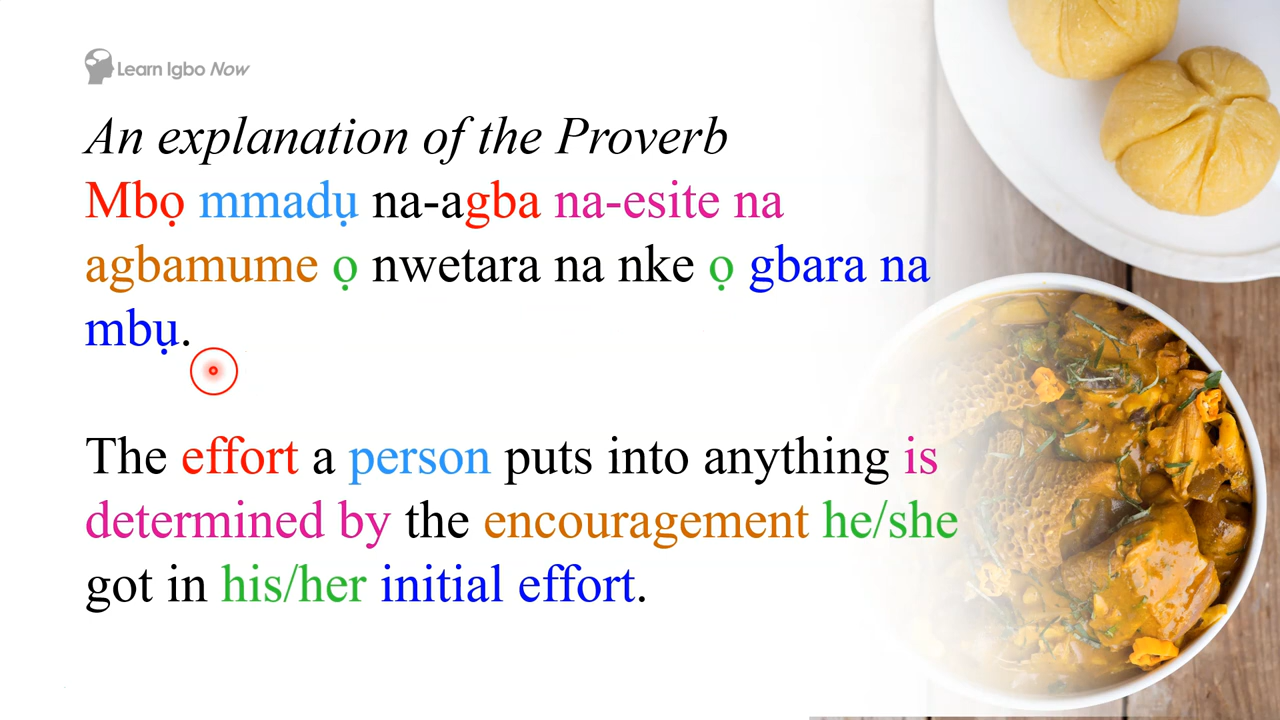 Learn Igbo Now
An explanation of the Proverb
Mbọ mmadụ na-agba na-esite na
agbamume ọ nwetara na nke ọ gbara na
mbụ.
The effort a person puts into anything is
determined by the encouragement he/she
got in his/her initial effort.